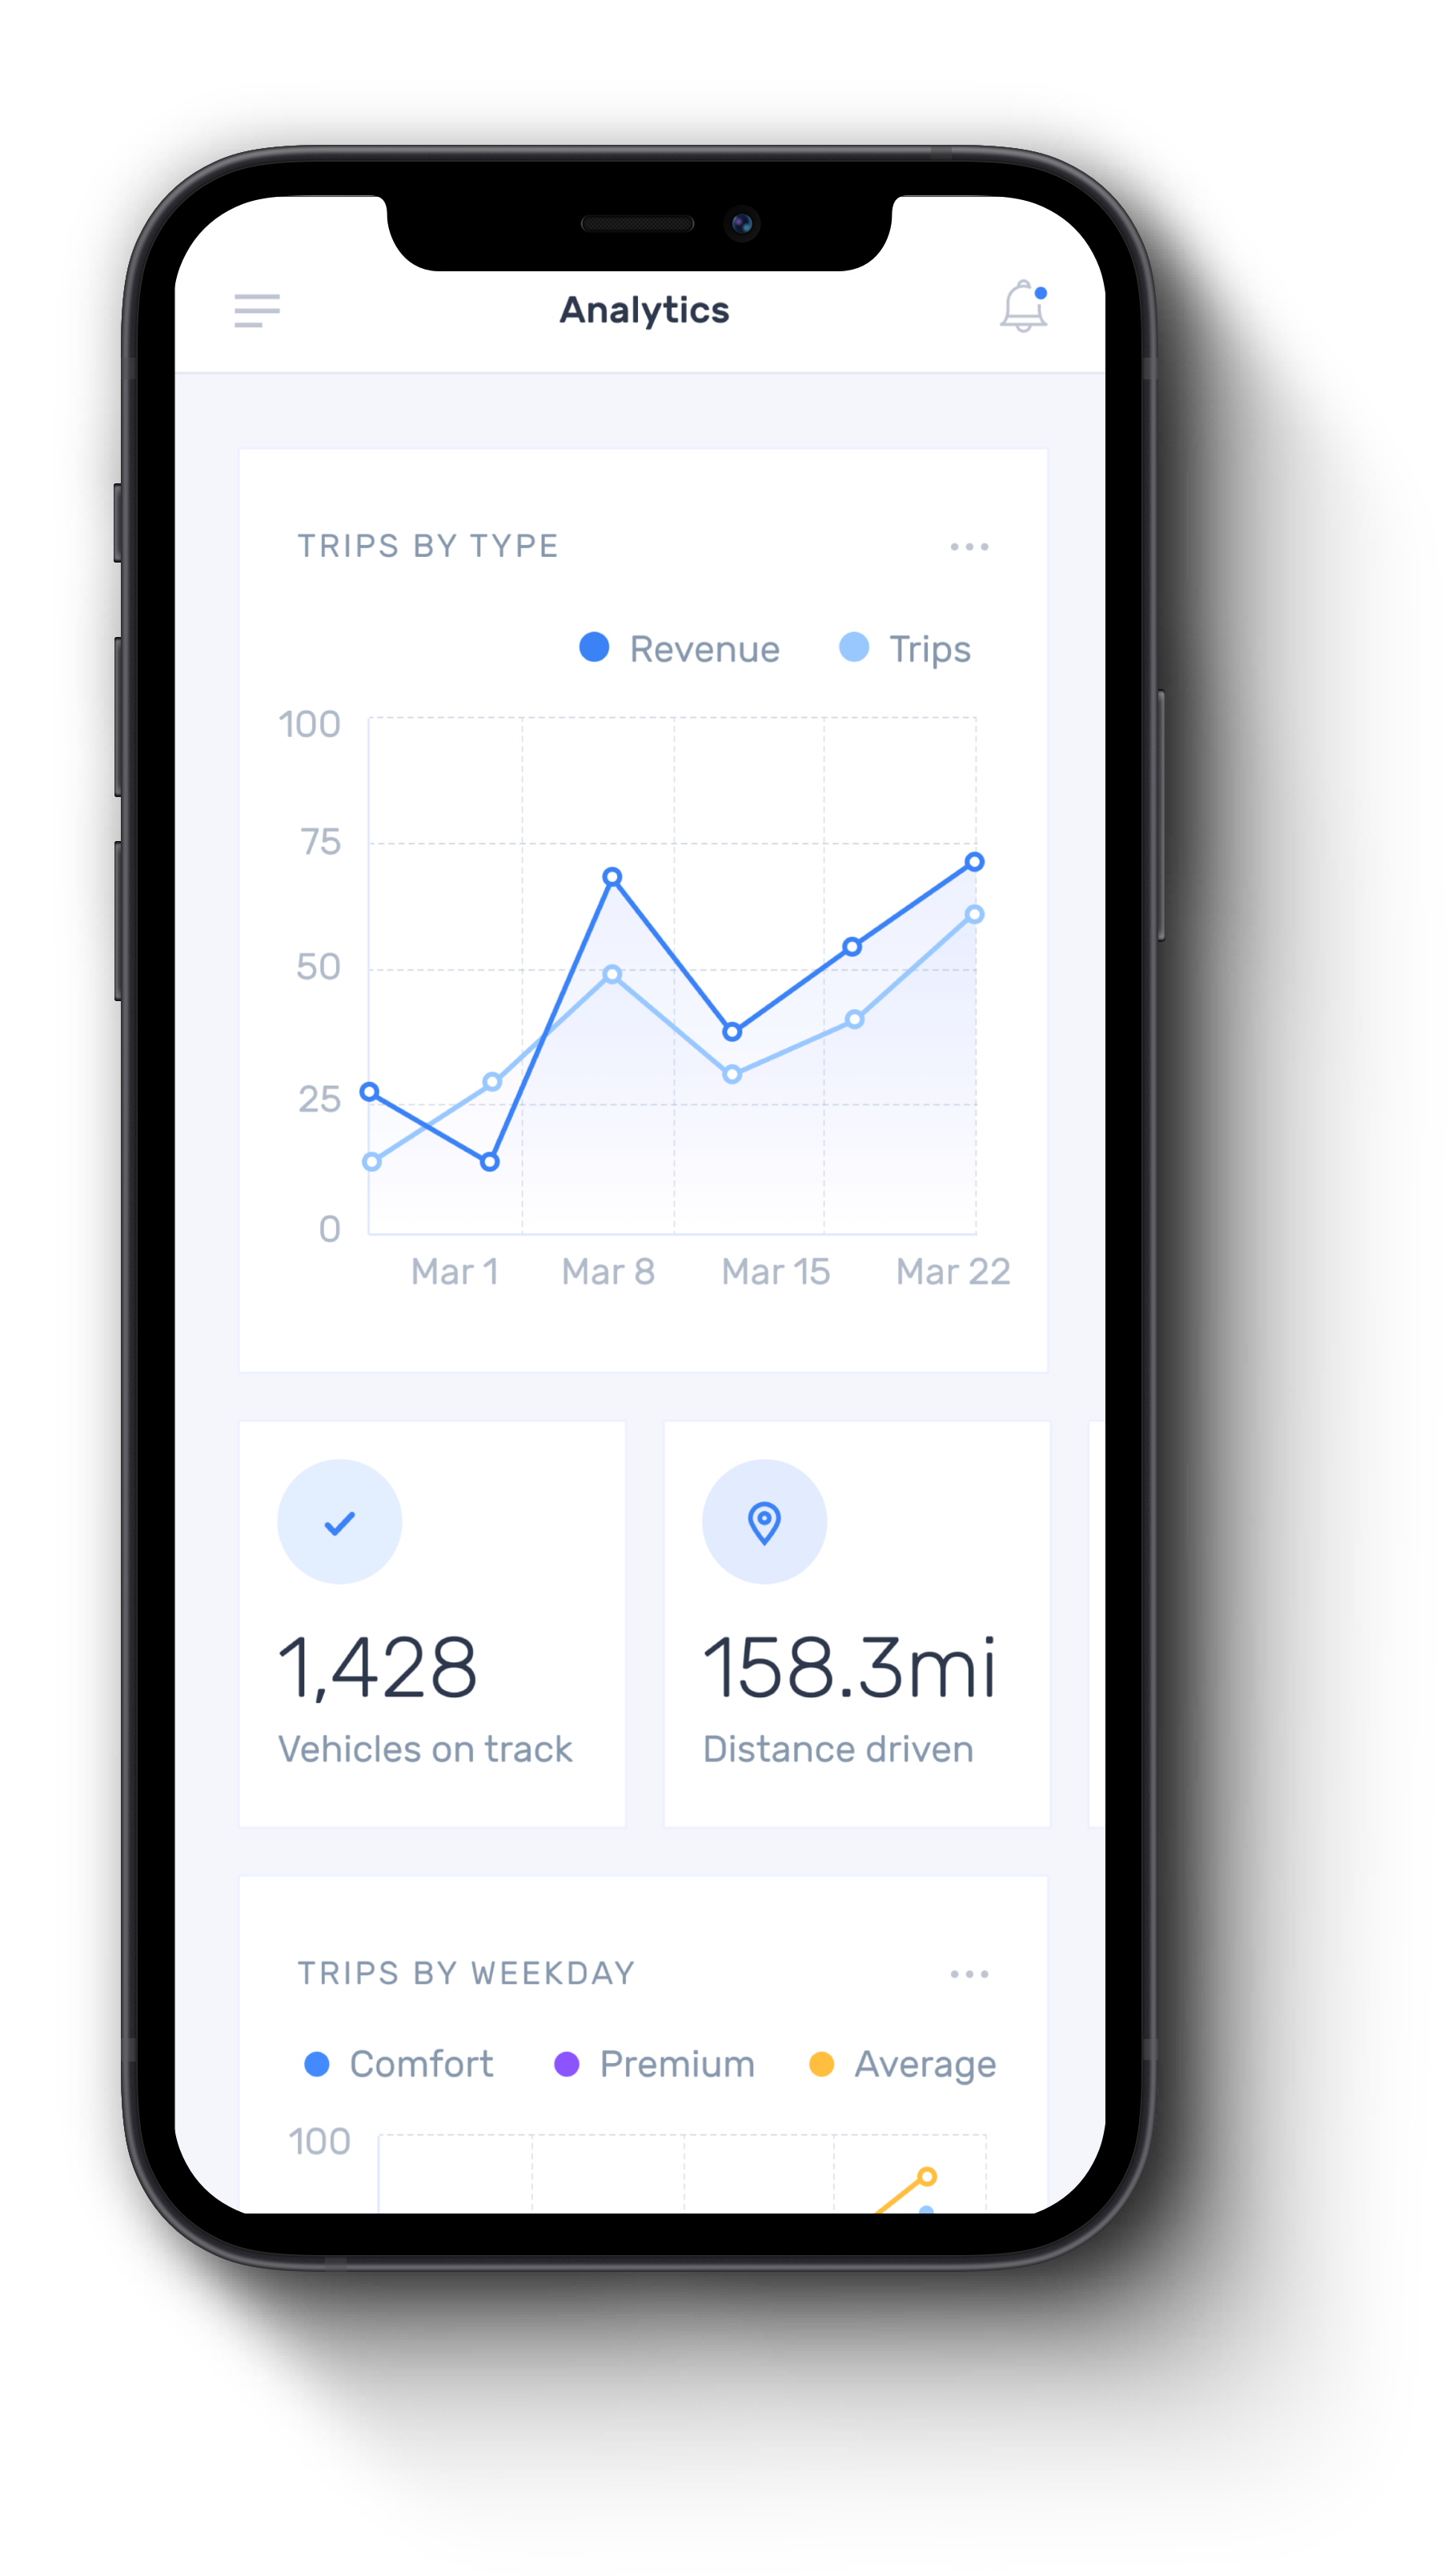 Analytics
TRIPS BY TYPE
Revenue Trips
100
75
50
25
0
Mar 1 Mar 8 Mar 15 Mar 22
1,428
Vehicles on track
158.3mi
Distance driven
TRIPS BY WEEKDAY
Comfort Premium Average
100